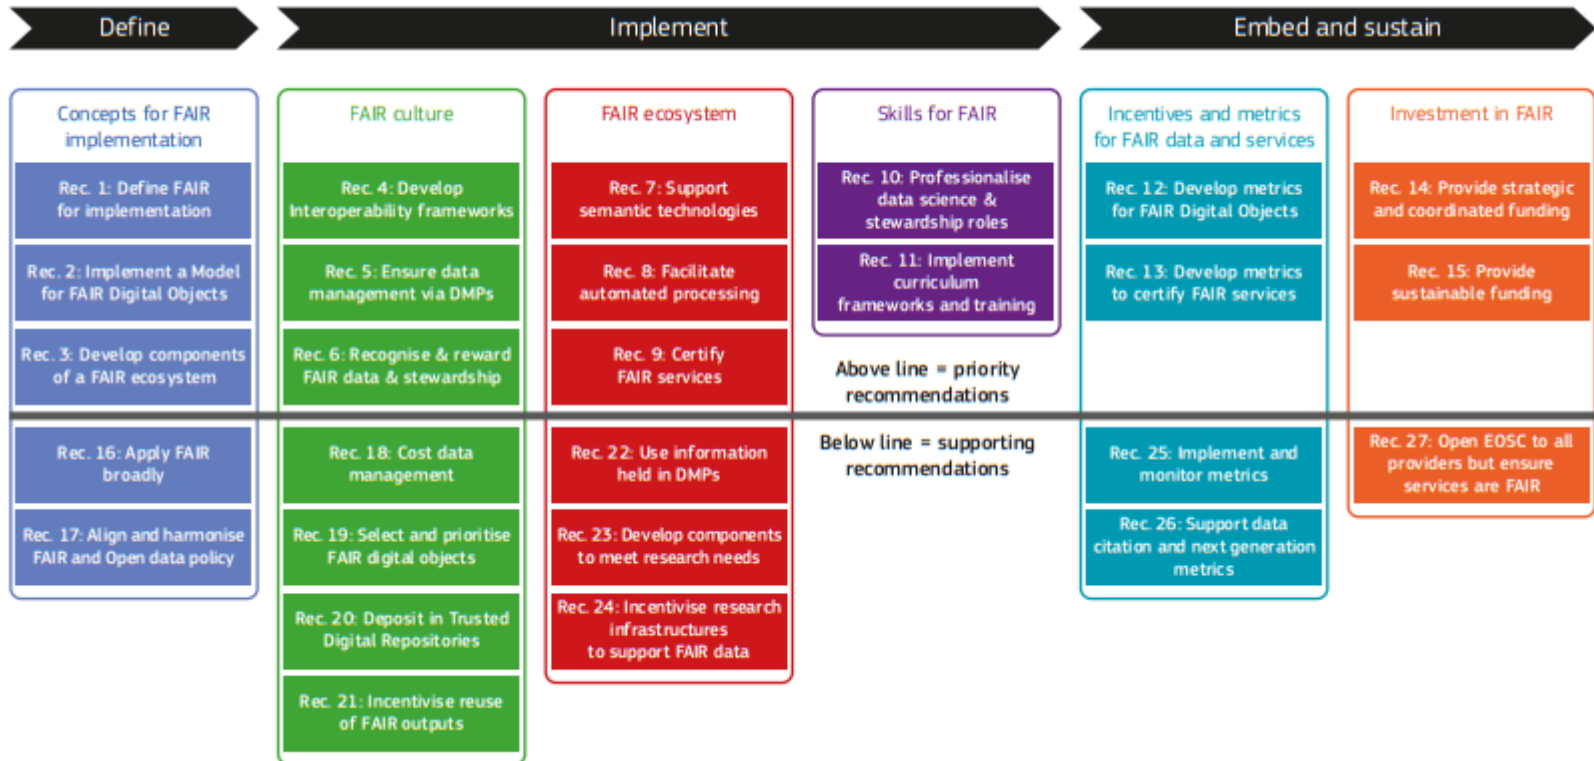 Define
Implement
Embed and sustain
Concepts for FAIR
implementation
Rec. 1: Define FAIR
for implementation
Rec. 2: Implement a Model
for FAIR Digital Objects
Rec. 3: Develop components
of a FAIR ecosystem
Rec. 16: Apply FAIR
broadly
Rec. 17: Align and harmonise
FAIR and Open data policy
FAIR culture
Rec. 4: Develop
Interoperability frameworks
Rec. 5: Ensure data
management via DMPs
Rec. 6: Recognise & reward
FAIR data & stewardship
Rec. 18: Cost data
management
Rec. 19: Select and prioritise
FAIR digital objects
Rec. 20: Deposit in Trusted
Digital Repositories
Rec. 21: Incentivise reuse
of FAIR outputs
FAIR ecosystem
Rec. 7: Support
semantic technologies
Rec. 8: Facilitate
automated processing
Rec. 9: Certify
FAIR services
Rec. 22: Use information
held in DMPs
Rec. 23: Develop components
to meet research needs
Rec. 24: Incentivise research
infrastructures
to support FAIR data
Skills for FAIR
Rec. 10: Professionalise
data science &
stewardship roles
Rec. 11: Implement
curriculum
frameworks and training
Above line = priority
recommendations
Below line = supporting
recommendations
Incentives and metrics
for FAIR data and services
Rec. 12: Develop metrics
for FAIR Digital Objects
Rec. 13: Develop metrics
to certify FAIR services
Rec. 25: Implement and
monitor metrics
Rec. 26: Support data
citation and next generation
metrics
Investment in FAIR
Rec. 14: Provide strategic
and coordinated funding
Rec. 15: Provide
sustainable funding
Rec. 27: Open EOSC to all
providers but ensure
services are FAIR